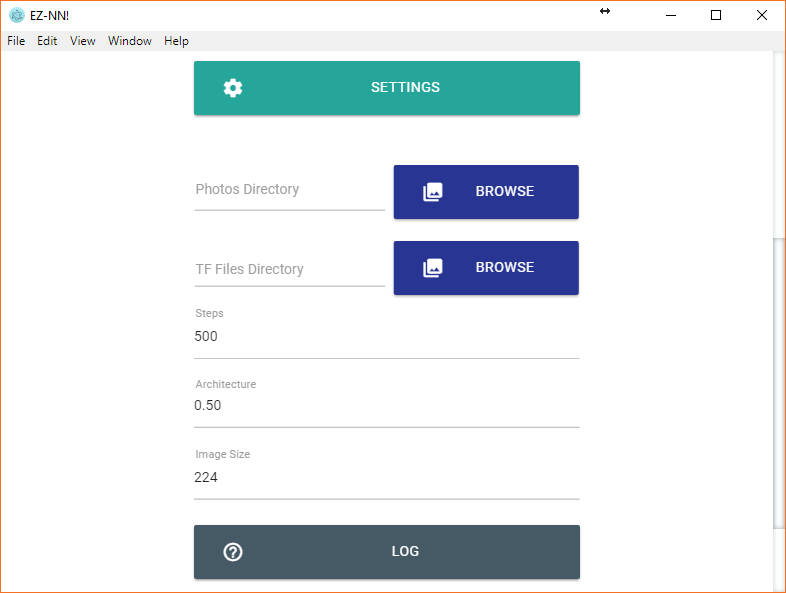 EZ-NN!
File Edit View Window Help
SETTINGS
Photos Directory BROWSE
TF Files Directory BROWSE
Steps
500
Architecture
0.50
Image Size
224
LOG